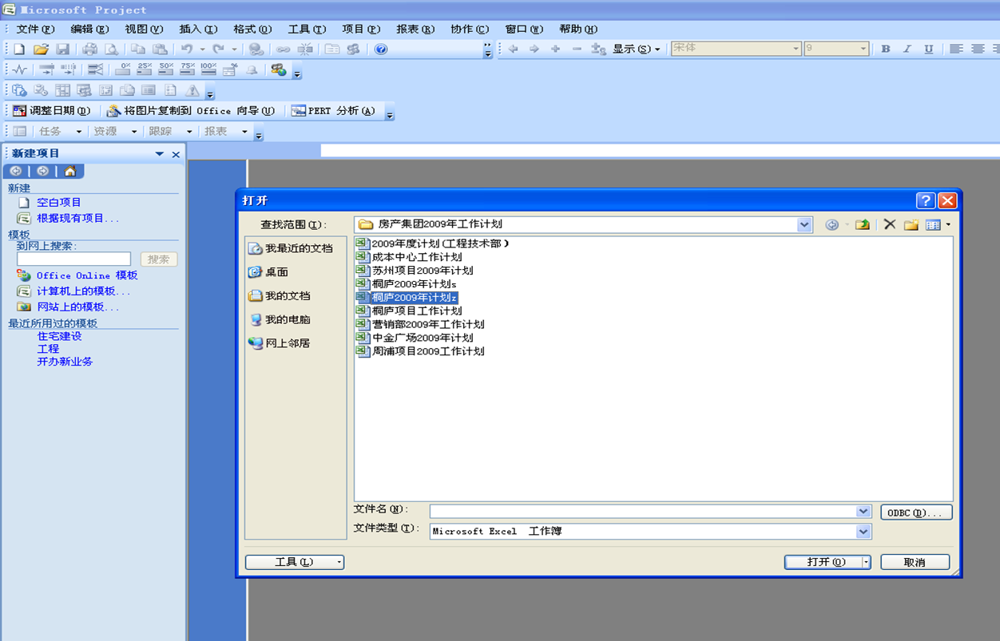 Microsoft Project
文件(F) 编辑(E) 视图(V) 插入(I) 格式(O) 工具(T) 项目(P) 报表(R) 协作(C) 窗口(W) 帮助(H)
显示(S) 宋体 9 B I U
0% 25% 50% 75% 100%
调整日期(D) 将图片复制到 Office 向导(U) PERT 分析(A)
任务 资源 跟踪 报表
新建项目
新建
空白项目
根据现有项目...
模板
到网上搜索:
搜索
Office Online 模板
计算机上的模板...
网站上的模板...
最近所用过的模板
住宅建设
工程
开办新业务
打开
查找范围(I): 房产集团2009年工作计划
我最近的文档
桌面
我的文档
我的电脑
网上邻居
2009年度计划(工程技术部)
成本中心工作计划
苏州项目2009年计划
桐庐2009年计划s
桐庐2009年计划z
桐庐项目工作计划
营销部2009年工作计划
中金广场2009年计划
周浦项目2009工作计划
文件名(N):
ODBC(D)...
文件类型(T): Microsoft Excel 工作簿
工具(L) 打开(O) 取消